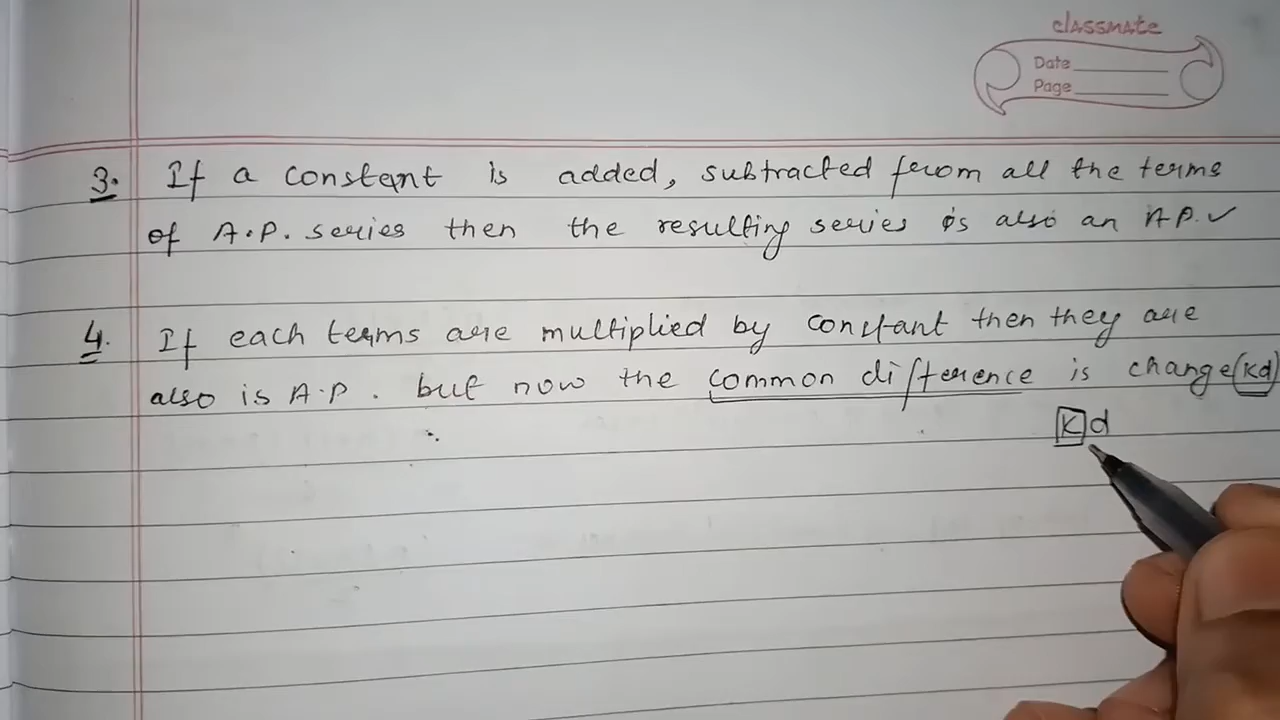 classmate
Date
Page
3. If a constant is added, subtracted from all the terms
of A.P. series then the resulting series is also an A.P. ✓
4. If each terms are multiplied by constant then they are
also is A.P. but now the common difference is change (Kd)
Kd